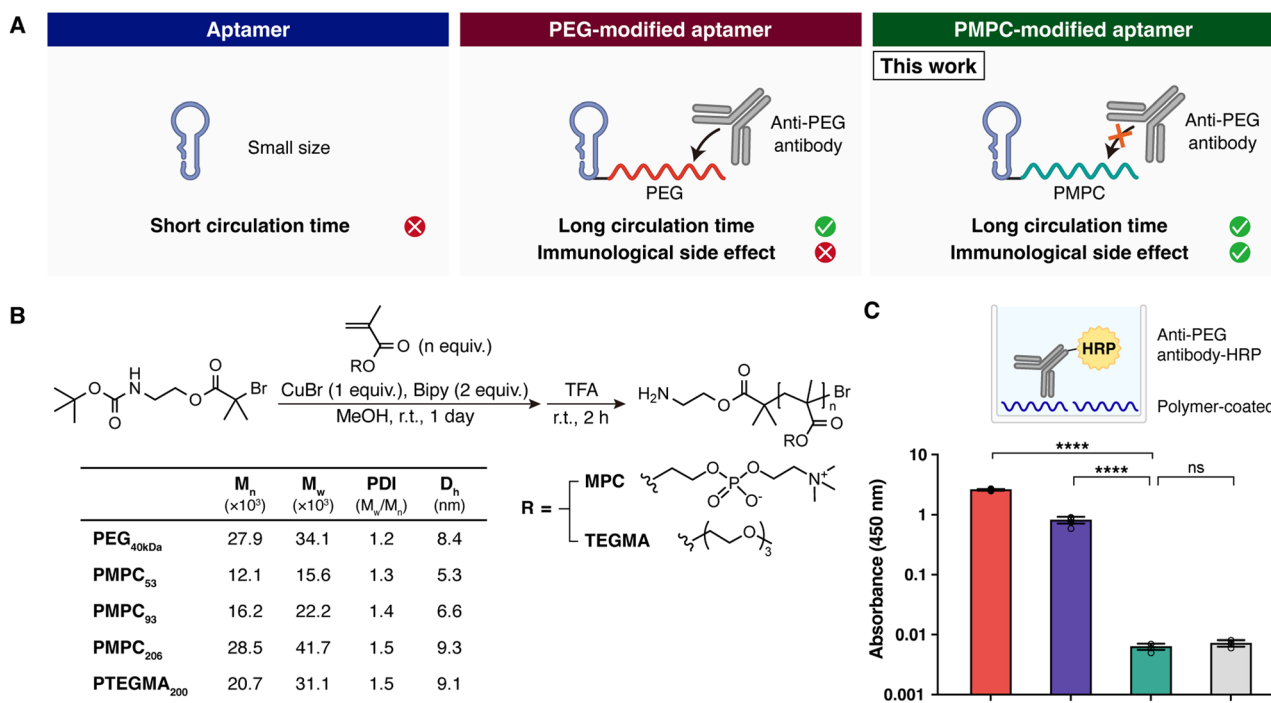 A
Aptamer
Small size
Short circulation time
PEG-modified aptamer
Anti-PEG
antibody
PEG
Long circulation time
Immunological side effect
PMPC-modified aptamer
This work
Anti-PEG
antibody
PMPC
Long circulation time
Immunological side effect
B
O
O
H
N
O
O
Br
O
RO
(n equiv.)
CuBr (1 equiv.), Bipy (2 equiv.)
MeOH, r.t., 1 day
TFA
r.t., 2 h
H2N
O
O
n
Br
RO
O
Mn Mw PDI Dh
(×10³) (×10³) (Mw/Mn) (nm)
PEG40kDa 27.9 34.1 1.2 8.4
PMPC53 12.1 15.6 1.3 5.3
PMPC93 16.2 22.2 1.4 6.6
PMPC206 28.5 41.7 1.5 9.3
PTEGMA200 20.7 31.1 1.5 9.1
R =
MPC
O
P
O
O
O-
N+
TEGMA
O
3
C
Anti-PEG
antibody-HRP
HRP
Polymer-coated
Absorbance (450 nm)
10
1
0.1
0.01
0.001
****
****
ns